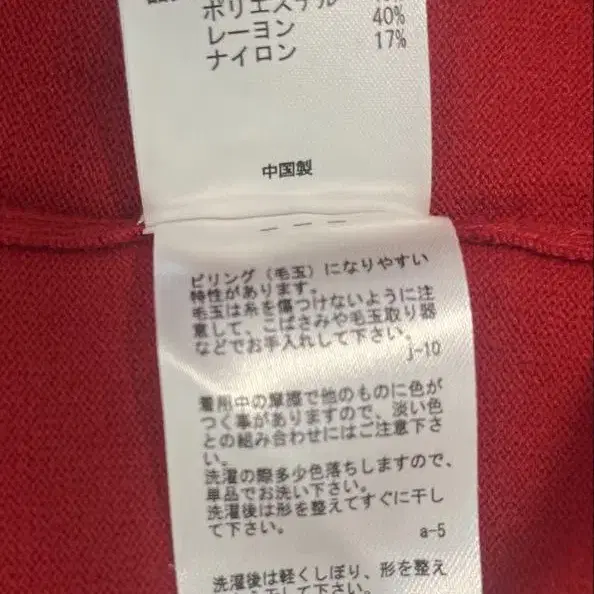 ポリエステル
レーヨン 40%
ナイロン 17%
中国製
ピリング（毛玉）になりやすい
特性があります。
毛玉は糸を傷つけないように注
意して、こばさみや毛玉取り器
などでお手入れして下さい。
j-10
着用中の摩擦で他のものに色が
つく事がありますので、淡い色
との組み合わせにはご注意下さ
い。
洗濯の際多少色落ちしますので、
単品でお洗い下さい。
洗濯後は形を整えてすぐに干し
て下さい。
a-5
洗濯後は軽くしぼり、形を整え
干して下さい。